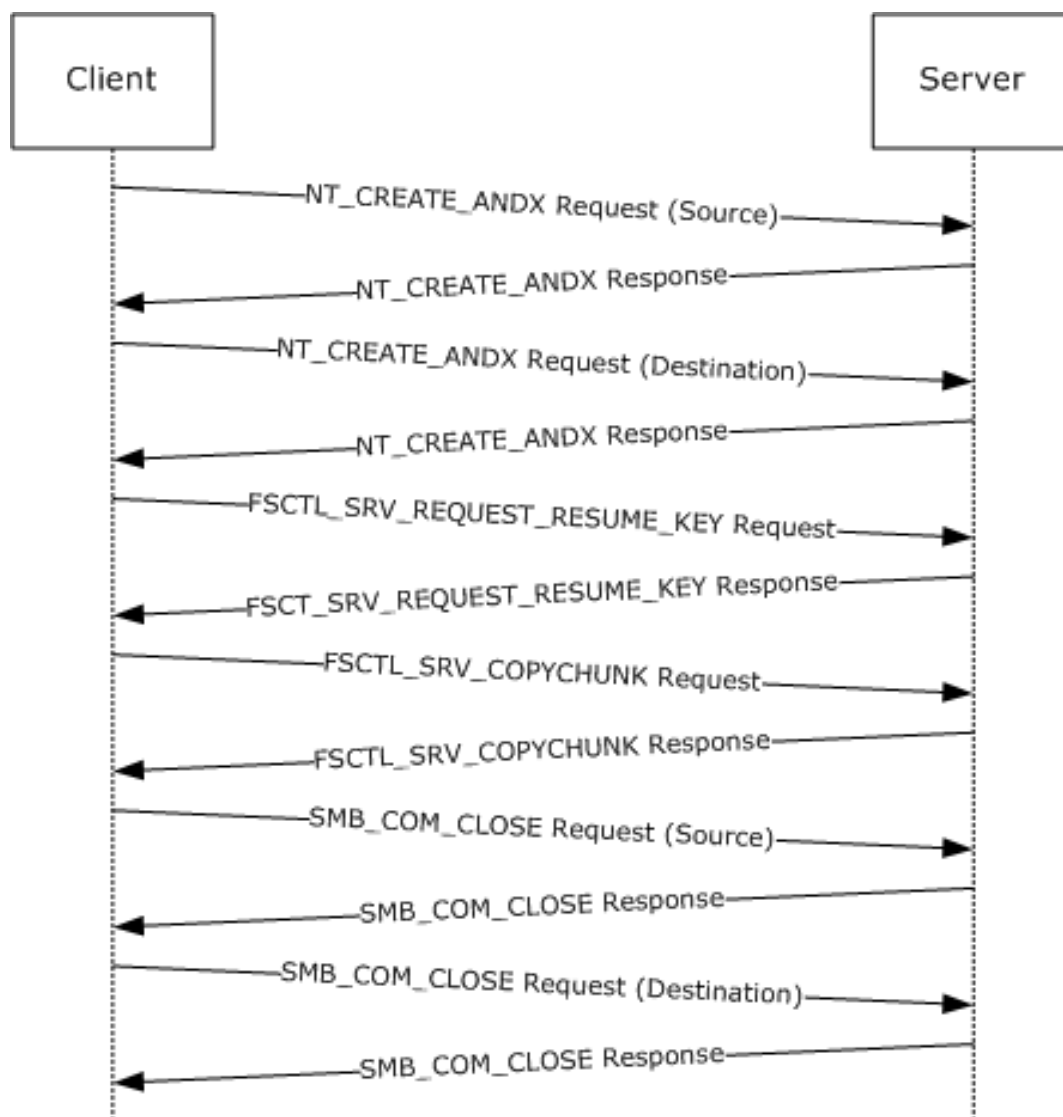 Client
Server
NT_CREATE_ANDX Request (Source)
NT_CREATE_ANDX Response
NT_CREATE_ANDX Request (Destination)
NT_CREATE_ANDX Response
FSCTL_SRV_REQUEST_RESUME_KEY Request
FSCT_SRV_REQUEST_RESUME_KEY Response
FSCTL_SRV_COPYCHUNK Request
FSCTL_SRV_COPYCHUNK Response
SMB_COM_CLOSE Request (Source)
SMB_COM_CLOSE Response
SMB_COM_CLOSE Request (Destination)
SMB_COM_CLOSE Response